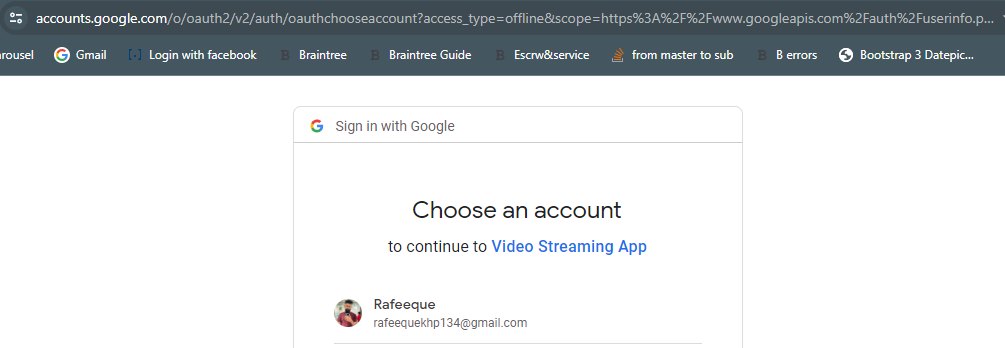 accounts.google.com/o/oauth2/v2/auth/oauthchooseaccount?access_type=offline&scope=https%3A%2F%2Fwww.googleapis.com%2Fauth%2Fuserinfo.p...
rousel Gmail Login with facebook Braintree Braintree Guide Escrw&service from master to sub B errors Bootstrap 3 Datepic...
Sign in with Google
Choose an account
to continue to Video Streaming App
Rafeeque
rafeequekhp134@gmail.com